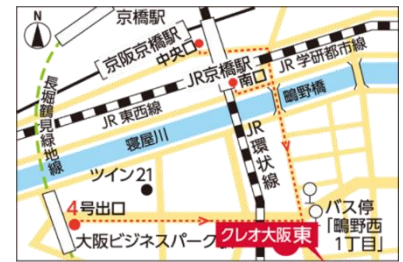 N
京橋駅
京阪京橋駅
中央口
JR京橋駅
南口
JR 学研都市線
鴫野橋
JR 東西線
長堀鶴見緑地線
寝屋川
JR環状線
ツイン21
4号出口
大阪ビジネスパーク
クレオ大阪東
バス停
「鴫野西
1丁目」